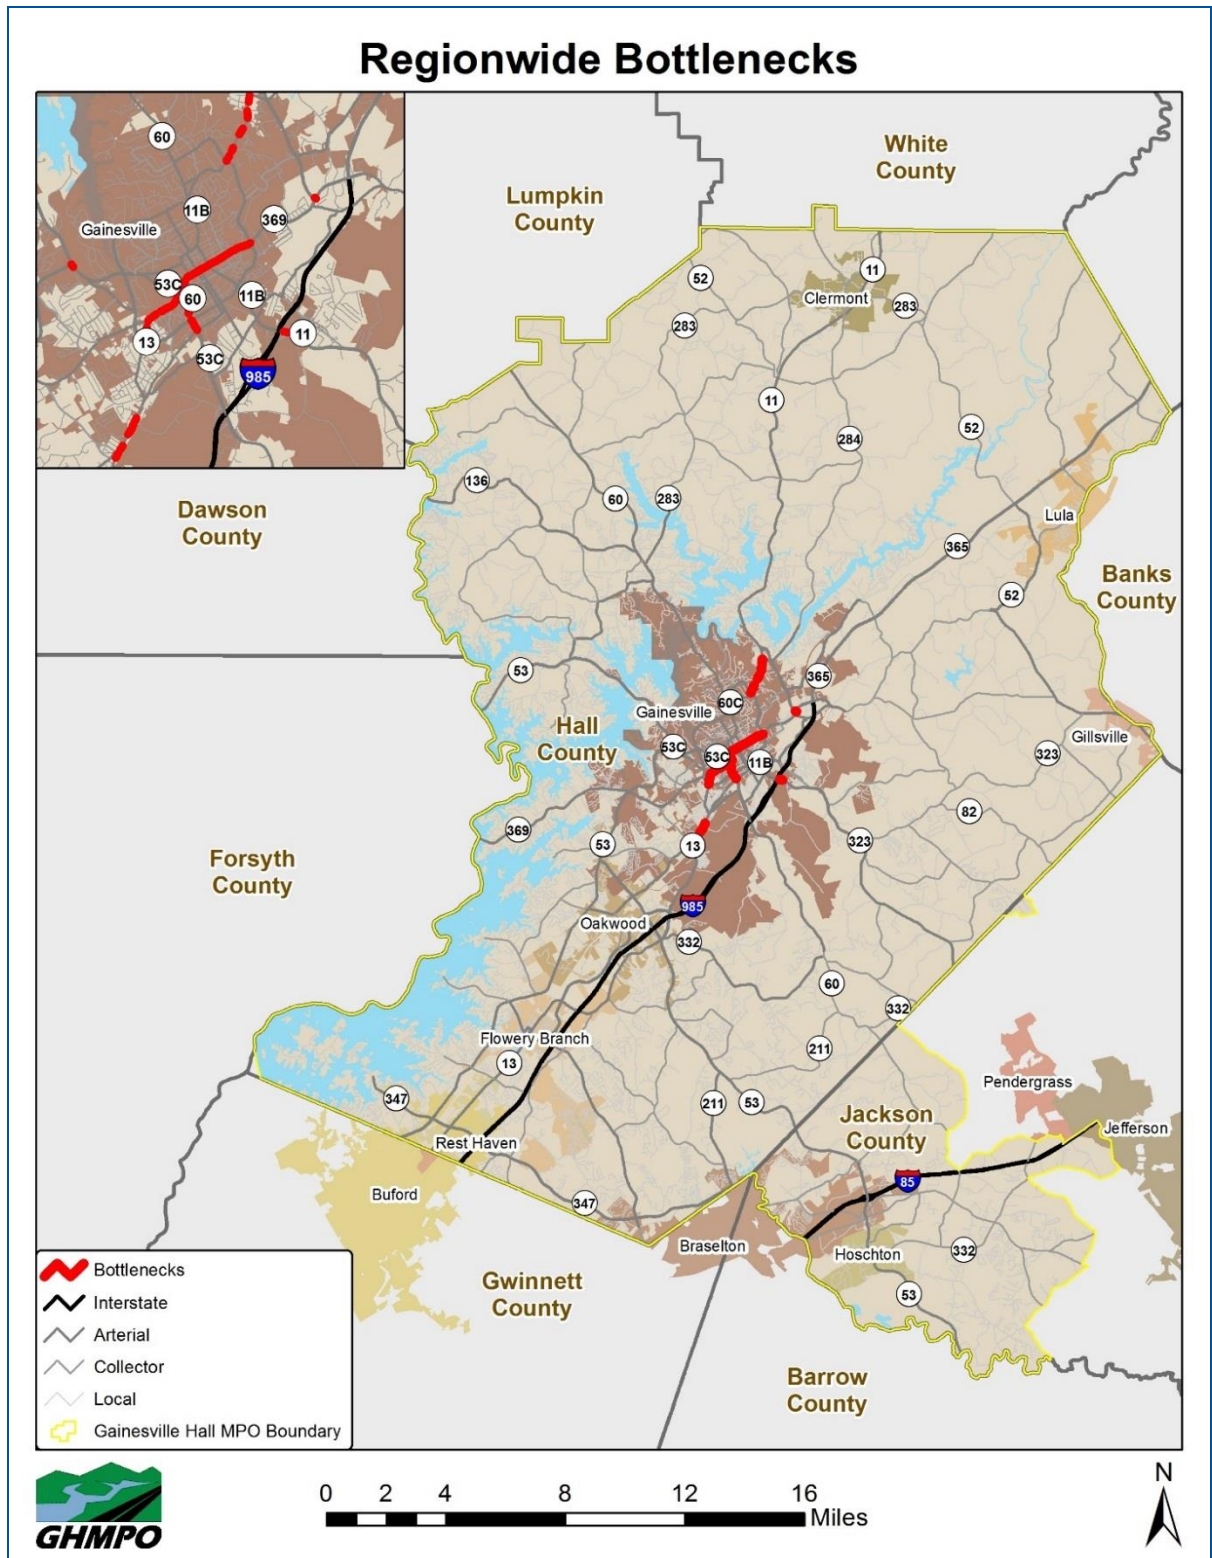 Regionwide Bottlenecks
60
11B
369
Gainesville
53C
60
11B
13
11
53C
985
White
County
Lumpkin
County
11
52
Clermont
283
283
11
52
284
136
60
283
Dawson
County
Lula
365
Banks
County
52
53
365
60C
Gainesville
Hall
County
53C
53C
11B
Gillsville
323
82
369
53
13
323
Forsyth
County
985
Oakwood
332
60
332
Flowery Branch
13
211
Pendergrass
347
211
53
Jackson
County
Jefferson
Rest Haven
85
Buford
347
Braselton
Hoschton
332
53
Gwinnett
County
Barrow
County
Bottlenecks
Interstate
Arterial
Collector
Local
Gainesville Hall MPO Boundary
GHMPO
0 2 4 8 12 16
Miles
N